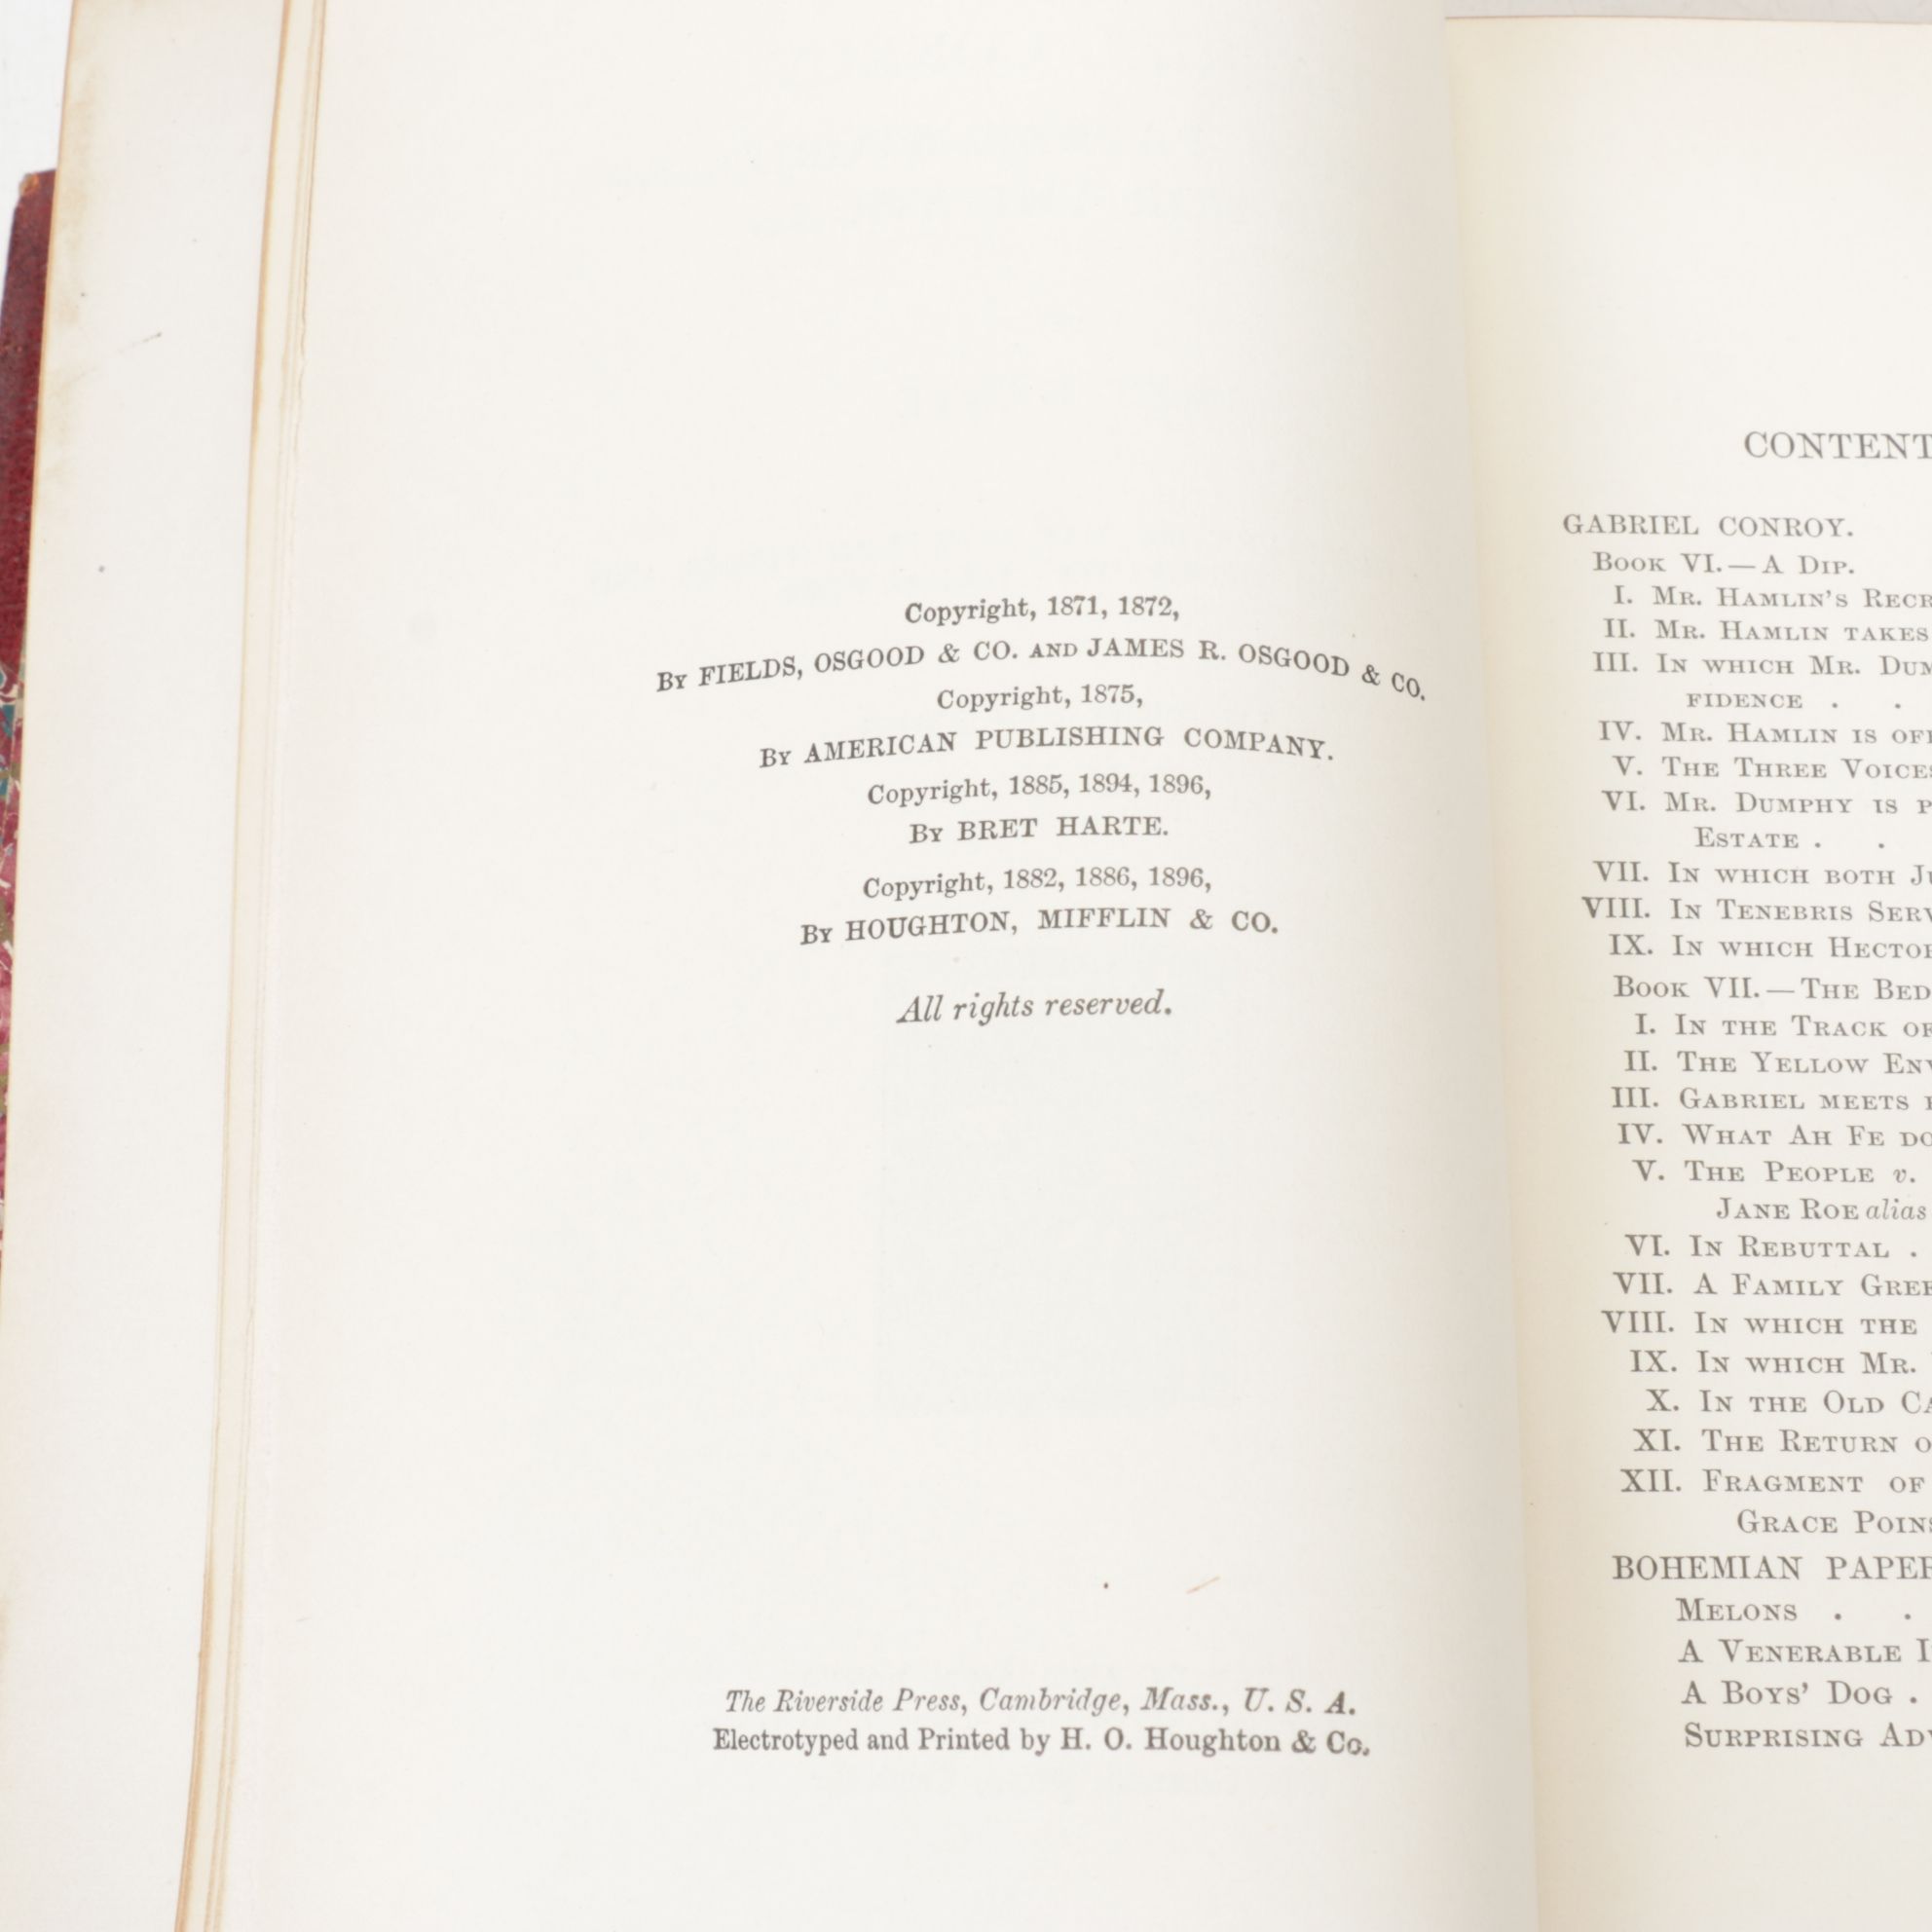 Copyright, 1871, 1872,
By FIELDS, OSGOOD & CO. AND JAMES R. OSGOOD & CO.
Copyright, 1875,
By AMERICAN PUBLISHING COMPANY.
Copyright, 1885, 1894, 1896,
By BRET HARTE.
Copyright, 1882, 1886, 1896,
By HOUGHTON, MIFFLIN & CO.
All rights reserved.
The Riverside Press, Cambridge, Mass., U. S. A.
Electrotyped and Printed by H. O. Houghton & Co.
CONTENT
GABRIEL CONROY.
Book VI. — A Dip.
I. Mr. Hamlin's
II. Mr. Hamlin takes
III. In which Mr.
fidence . .
IV. Mr. Hamlin is
V. The Three
VI. Mr. Dumphy is
Estate . .
VII. In which both
VIII. In Tenebris
IX. In which
Book VII. — The
I. In the Track
II. The Yellow
III. Gabriel meets
IV. What Ah Fe
V. The People v.
Jane Roe alias
VI. In Rebuttal .
VII. A Family
VIII. In which the
IX. In which Mr.
X. In the Old
XI. The Return
XII. Fragment of
Grace
BOHEMIAN
Melons . .
A Venerable
A Boys' Dog .
Surprising